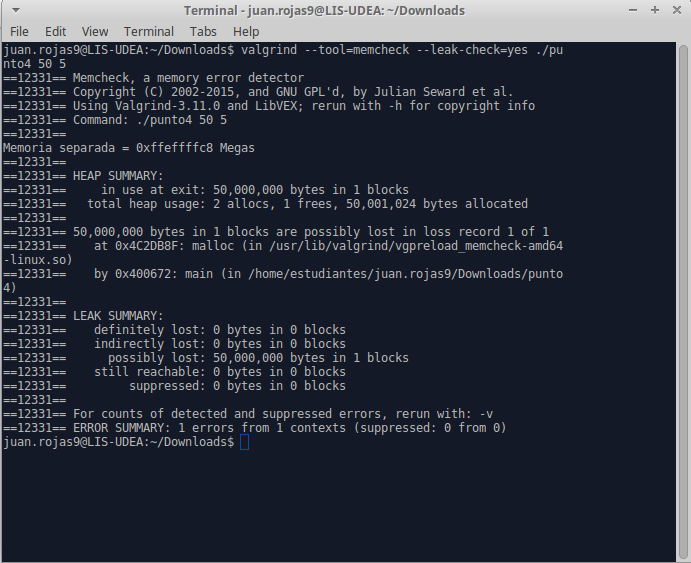 Terminal - juan.rojas9@LIS-UDEA: ~/Downloads
File Edit View Terminal Tabs Help
juan.rojas9@LIS-UDEA:~/Downloads$ valgrind --tool=memcheck --leak-check=yes ./pu
nto4 50 5
==12331== Memcheck, a memory error detector
==12331== Copyright (C) 2002-2015, and GNU GPL'd, by Julian Seward et al.
==12331== Using Valgrind-3.11.0 and LibVEX; rerun with -h for copyright info
==12331== Command: ./punto4 50 5
==12331==
Memoria separada = 0xffeffffc8 Megas
==12331==
==12331== HEAP SUMMARY:
==12331==     in use at exit: 50,000,000 bytes in 1 blocks
==12331==   total heap usage: 2 allocs, 1 frees, 50,001,024 bytes allocated
==12331==
==12331== 50,000,000 bytes in 1 blocks are possibly lost in loss record 1 of 1
==12331==    at 0x4C2DB8F: malloc (in /usr/lib/valgrind/vgpreload_memcheck-amd64
-linux.so)
==12331==    by 0x400672: main (in /home/estudiantes/juan.rojas9/Downloads/punto
4)
==12331==
==12331== LEAK SUMMARY:
==12331==    definitely lost: 0 bytes in 0 blocks
==12331==    indirectly lost: 0 bytes in 0 blocks
==12331==      possibly lost: 50,000,000 bytes in 1 blocks
==12331==    still reachable: 0 bytes in 0 blocks
==12331==         suppressed: 0 bytes in 0 blocks
==12331==
==12331== For counts of detected and suppressed errors, rerun with: -v
==12331== ERROR SUMMARY: 1 errors from 1 contexts (suppressed: 0 from 0)
juan.rojas9@LIS-UDEA:~/Downloads$